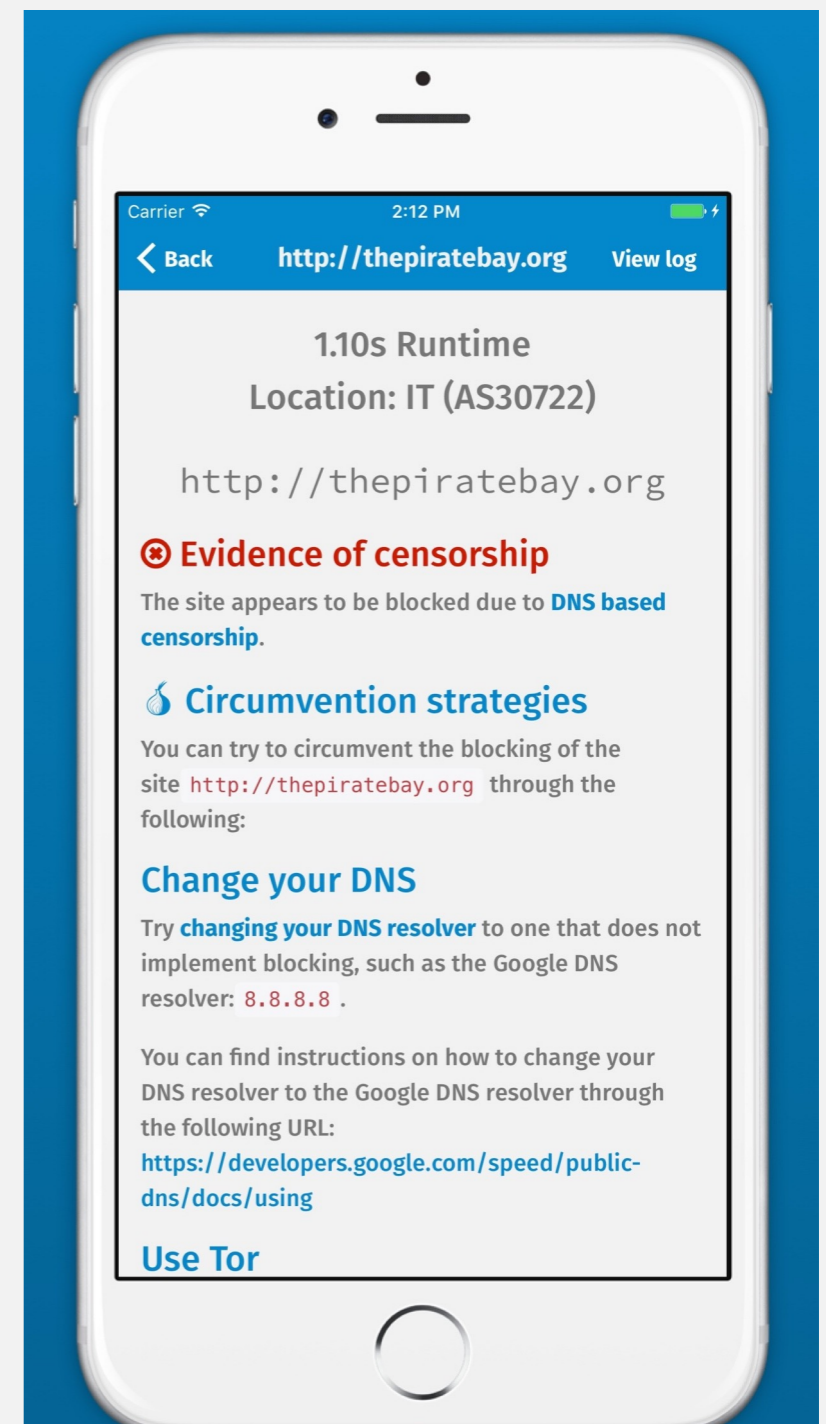 Carrier 2:12 PM
Back http://thepiratebay.org View log
1.10s Runtime
Location: IT (AS30722)
http://thepiratebay.org
Evidence of censorship
The site appears to be blocked due to DNS based
censorship.
Circumvention strategies
You can try to circumvent the blocking of the
site http://thepiratebay.org through the
following:
Change your DNS
Try changing your DNS resolver to one that does not
implement blocking, such as the Google DNS
resolver: 8.8.8.8 .
You can find instructions on how to change your
DNS resolver to the Google DNS resolver through
the following URL:
https://developers.google.com/speed/public-
dns/docs/using
Use Tor